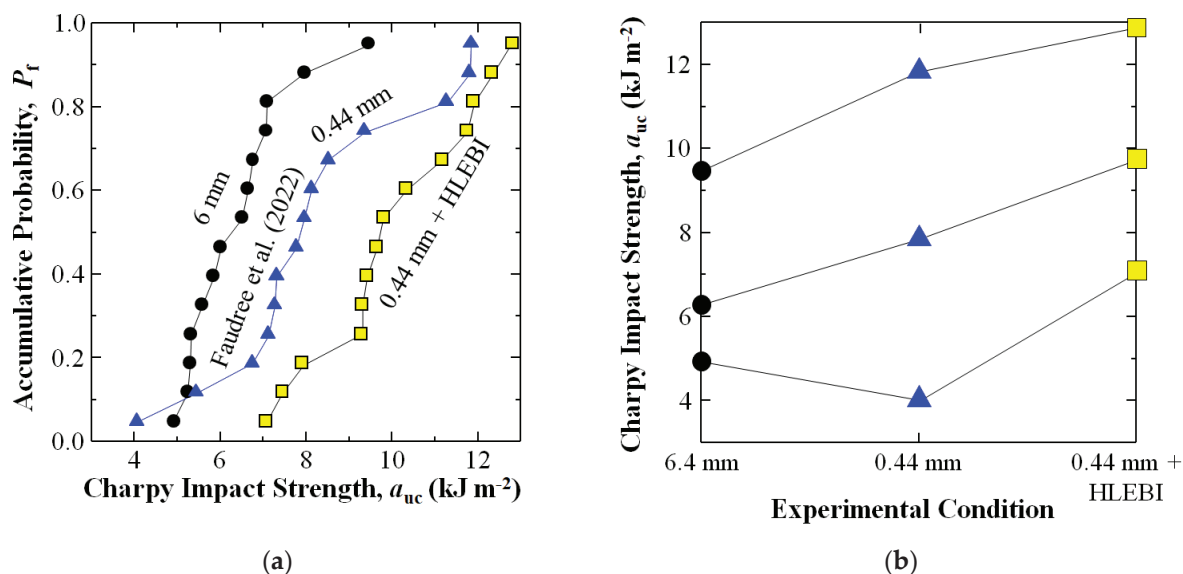 1.0
0.8
0.6
0.4
0.2
0.0
Accumulative Probability, P_f
6 mm
Faudree et al. (2022)
0.44 mm
0.44 mm + HLEBI
4 6 8 10 12
Charpy Impact Strength, a_uc (kJ m⁻²)
(a)
12
10
8
6
4
Charpy Impact Strength, a_uc (kJ m⁻²)
6.4 mm 0.44 mm 0.44 mm +
HLEBI
Experimental Condition
(b)